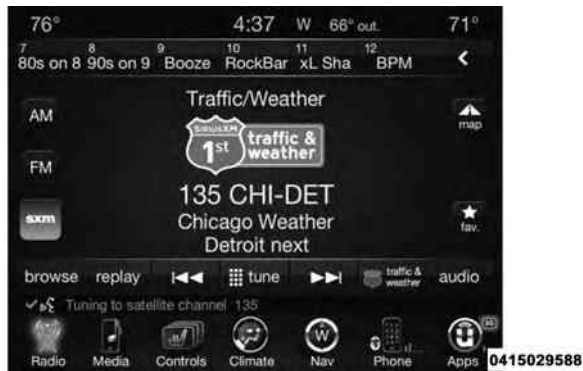 76° 4:37 W 66° out. 71°
7 8 9 10 11 12
80s on 8 90s on 9 Booze RockBar xL Sha BPM
Traffic/Weather
AM
map
SIRIUSXM
1st traffic & weather
FM
135 CHI-DET
sxm
Chicago Weather
fav.
Detroit next
browse replay tune traffic & weather audio
Tuning to satellite channel 135
W
3G
Radio Media Controls Climate Nav Phone Apps
0415029588